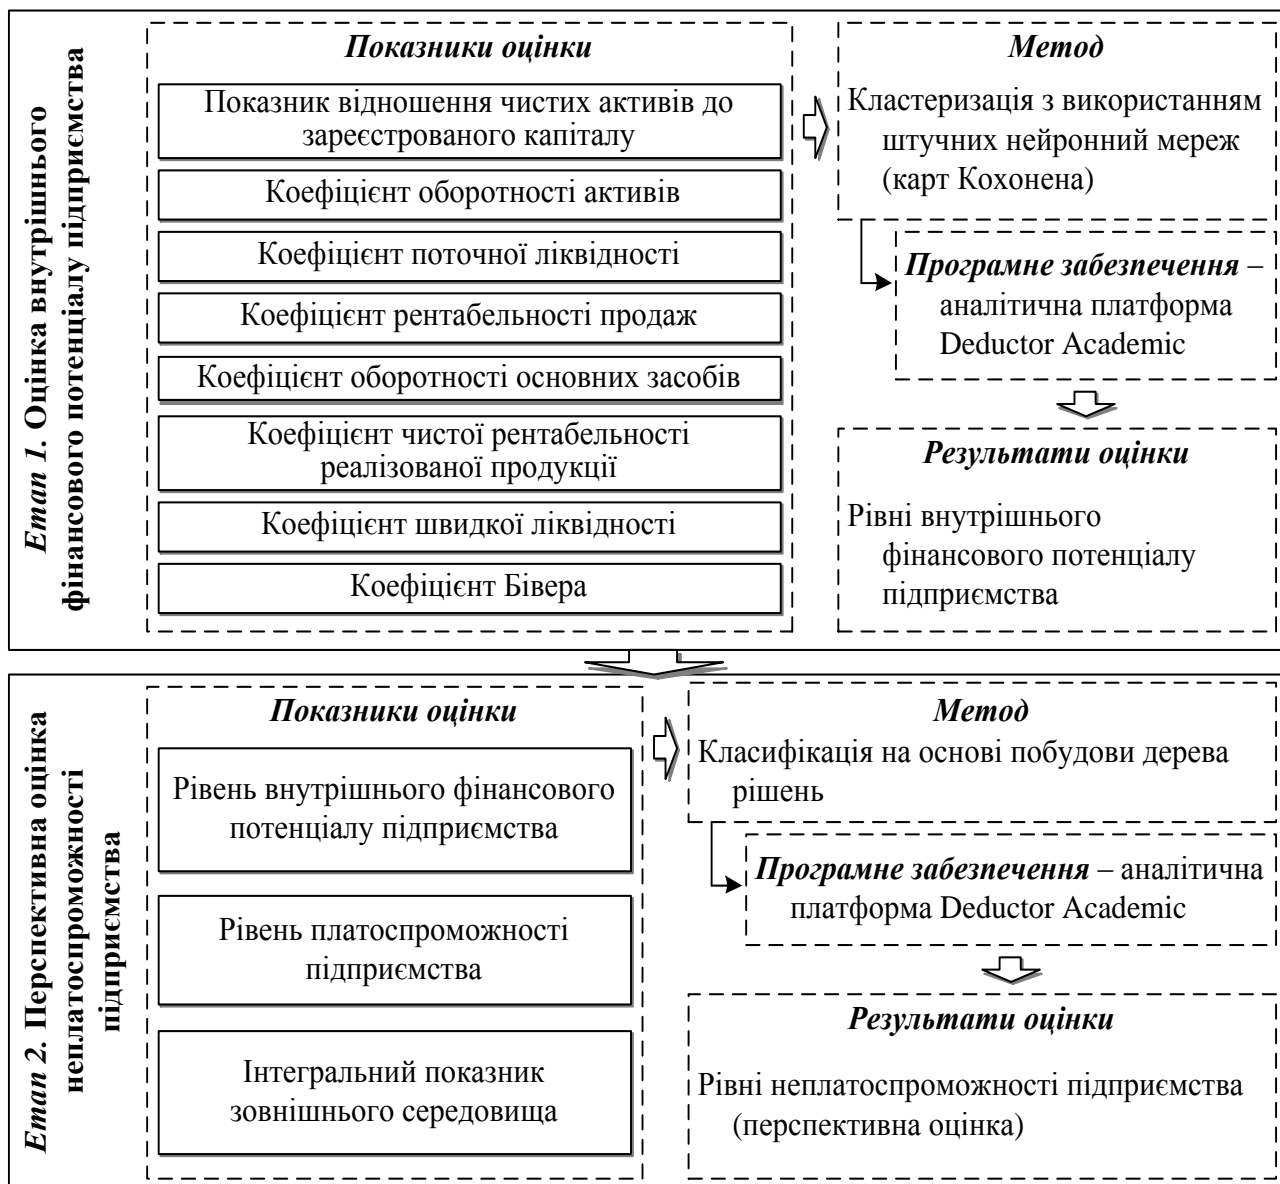 Етап 1. Оцінка внутрішнього
фінансового потенціалу підприємства
Показники оцінки
Показник відношення чистих активів до
зареєстрованого капіталу
Коефіцієнт оборотності активів
Коефіцієнт поточної ліквідності
Коефіцієнт рентабельності продаж
Коефіцієнт оборотності основних засобів
Коефіцієнт чистої рентабельності
реалізованої продукції
Коефіцієнт швидкої ліквідності
Коефіцієнт Бівера
Метод
Кластеризація з використанням
штучних нейронний мереж
(карт Кохонена)
Програмне забезпечення –
аналітична платформа
Deductor Academic
Результати оцінки
Рівні внутрішнього
фінансового потенціалу
підприємства
Етап 2. Перспективна оцінка
неплатоспроможності
підприємства
Показники оцінки
Рівень внутрішнього фінансового
потенціалу підприємства
Рівень платоспроможності
підприємства
Інтегральний показник
зовнішнього середовища
Метод
Класифікація на основі побудови дерева
рішень
Програмне забезпечення – аналітична
платформа Deductor Academic
Результати оцінки
Рівні неплатоспроможності підприємства
(перспективна оцінка)